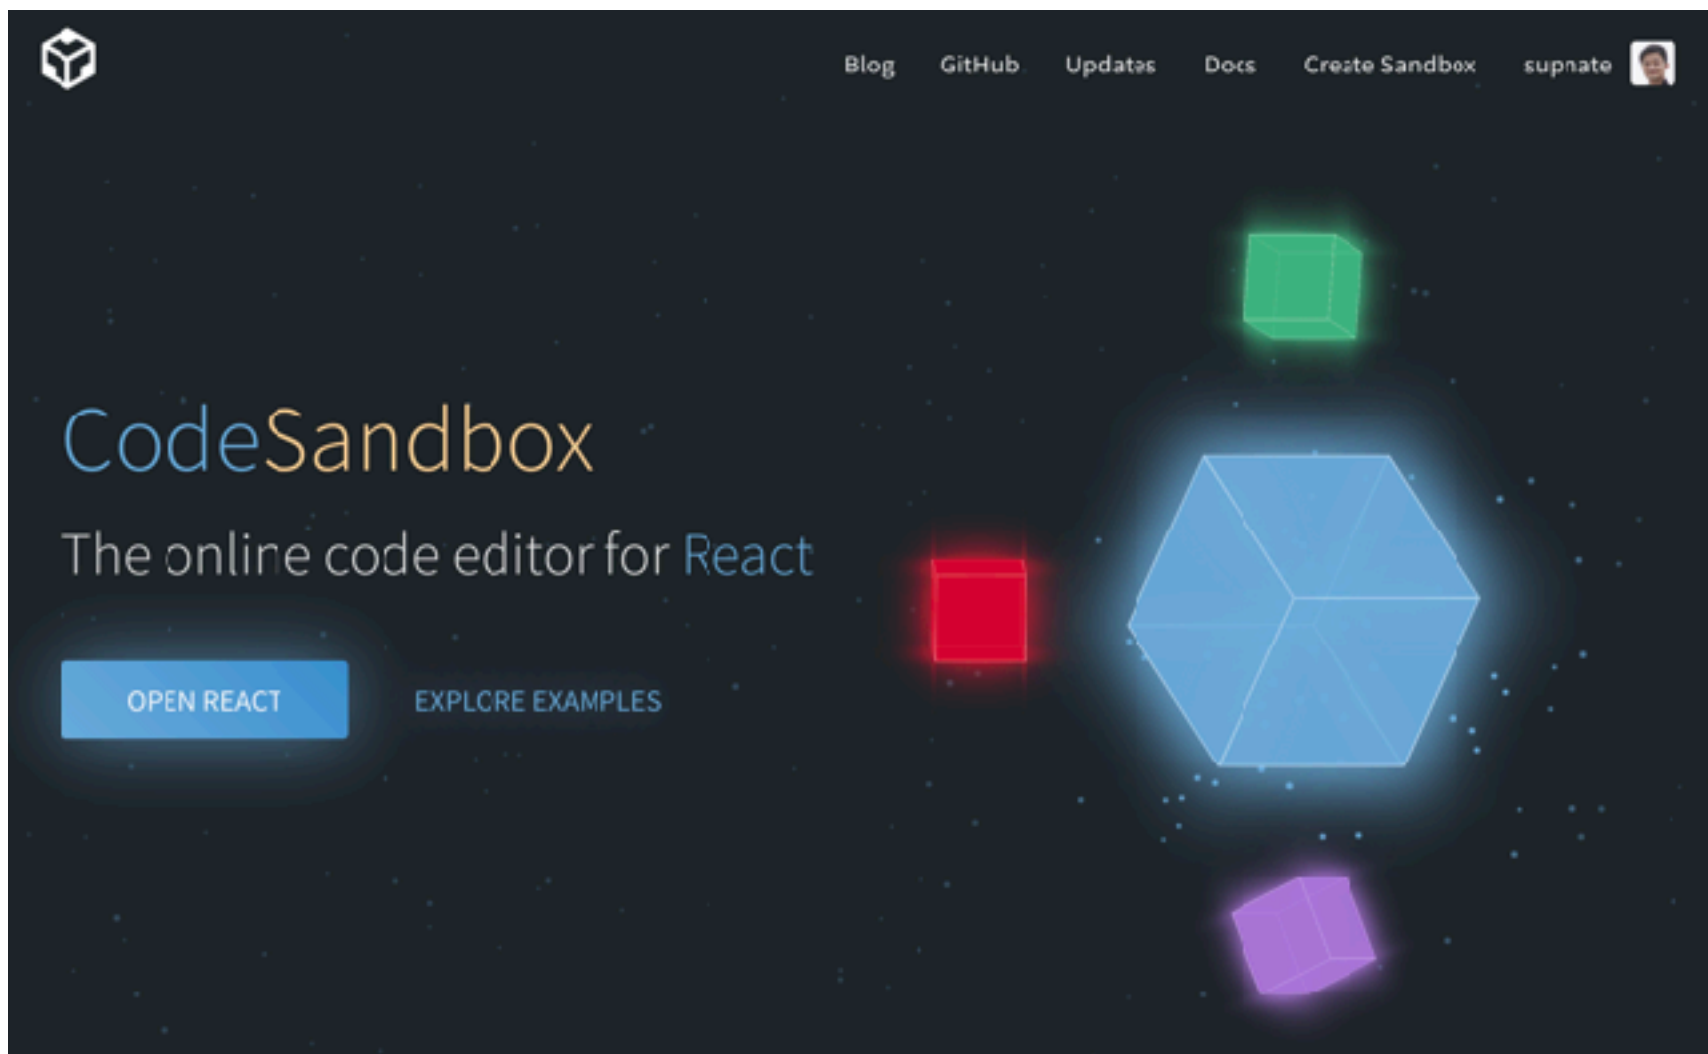 Blog GitHub Updates Docs Create Sandbox supnate
CodeSandbox
The online code editor for React
OPEN REACT EXPLORE EXAMPLES